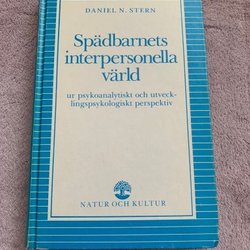 DANIEL N. STERN
Spädbarnets
interpersonella
värld
ur psykoanalytiskt och utveck-
lingspsykologiskt perspektiv
NATUR OCH KULTUR